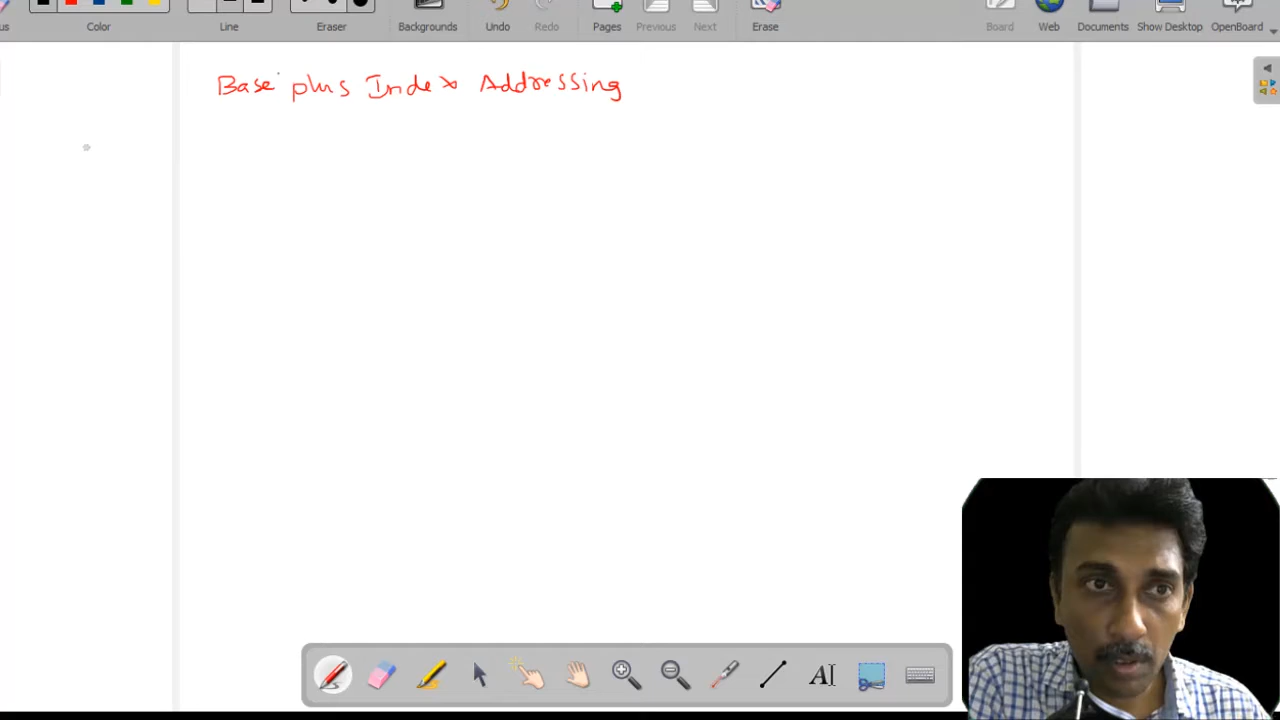 Color
Line
Eraser
Backgrounds
Undo
Redo
Pages
Previous
Next
Erase
Board
Web
Documents
Show Desktop
OpenBoard
Base plus Index Addressing
A